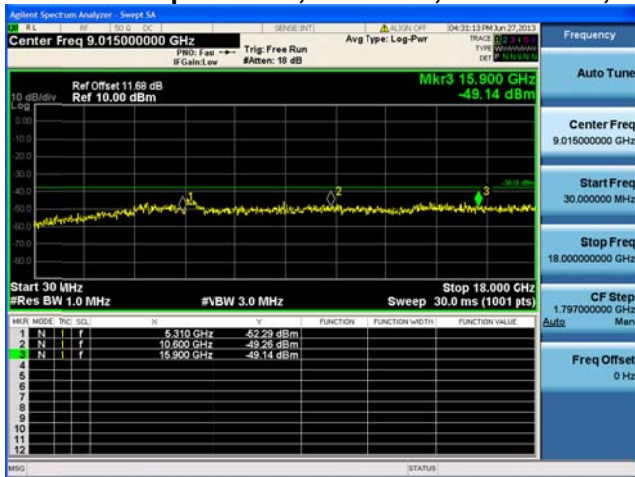 Agilent Spectrum Analyzer - Swept SA
RL RF 50 Ω DC SENSE:INT ALIGN OFF 04:31:13 PM Jun 27, 2013
Center Freq 9.015000000 GHz
PNO: Fast Trig: Free Run
IFGain:Low #Atten: 18 dB
Avg Type: Log-Pwr
TRACE 1 2 3 4 5 6
TYPE
DET P N N N N N
Ref Offset 11.68 dB
10 dB/div Ref 10.00 dBm
Log
Mkr3 15.900 GHz
-49.14 dBm
0.00
-10.0
-20.0
-30.0
-40.0
-50.0
-60.0
-70.0
-80.0
1
2
3
Start 30 MHz
Stop 18.000 GHz
#Res BW 1.0 MHz #VBW 3.0 MHz Sweep 30.0 ms (1001 pts)
MKR MODE TRC SCL X Y FUNCTION FUNCTION WIDTH FUNCTION VALUE
1 N 1 f 5.310 GHz -52.29 dBm
2 N 1 f 10.600 GHz -49.26 dBm
3 N 1 f 15.900 GHz -49.14 dBm
4
5
6
7
8
9
10
11
12
MSG STATUS
Frequency
Auto Tune
Center Freq
9.015000000 GHz
Start Freq
30.000000 MHz
Stop Freq
18.000000000 GHz
CF Step
1.797000000 GHz
Auto Man
Freq Offset
0 Hz